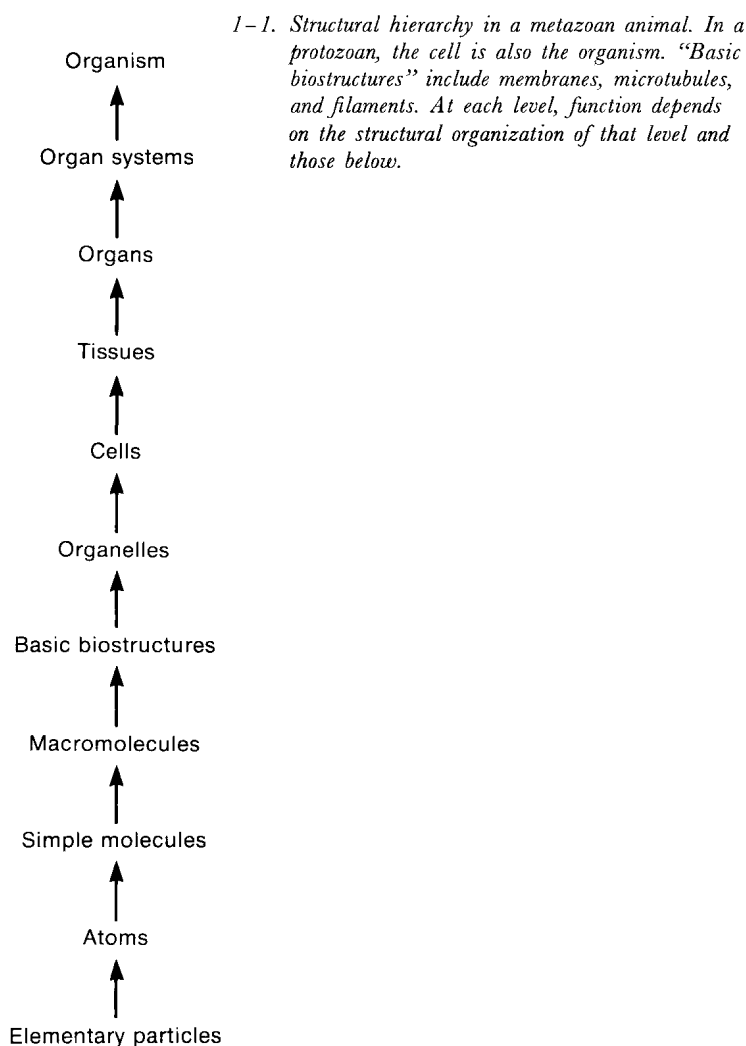 1–1. Structural hierarchy in a metazoan animal. In a
protozoan, the cell is also the organism. “Basic
biostructures” include membranes, microtubules,
and filaments. At each level, function depends
on the structural organization of that level and
those below.
Organism
Organ systems
Organs
Tissues
Cells
Organelles
Basic biostructures
Macromolecules
Simple molecules
Atoms
Elementary particles